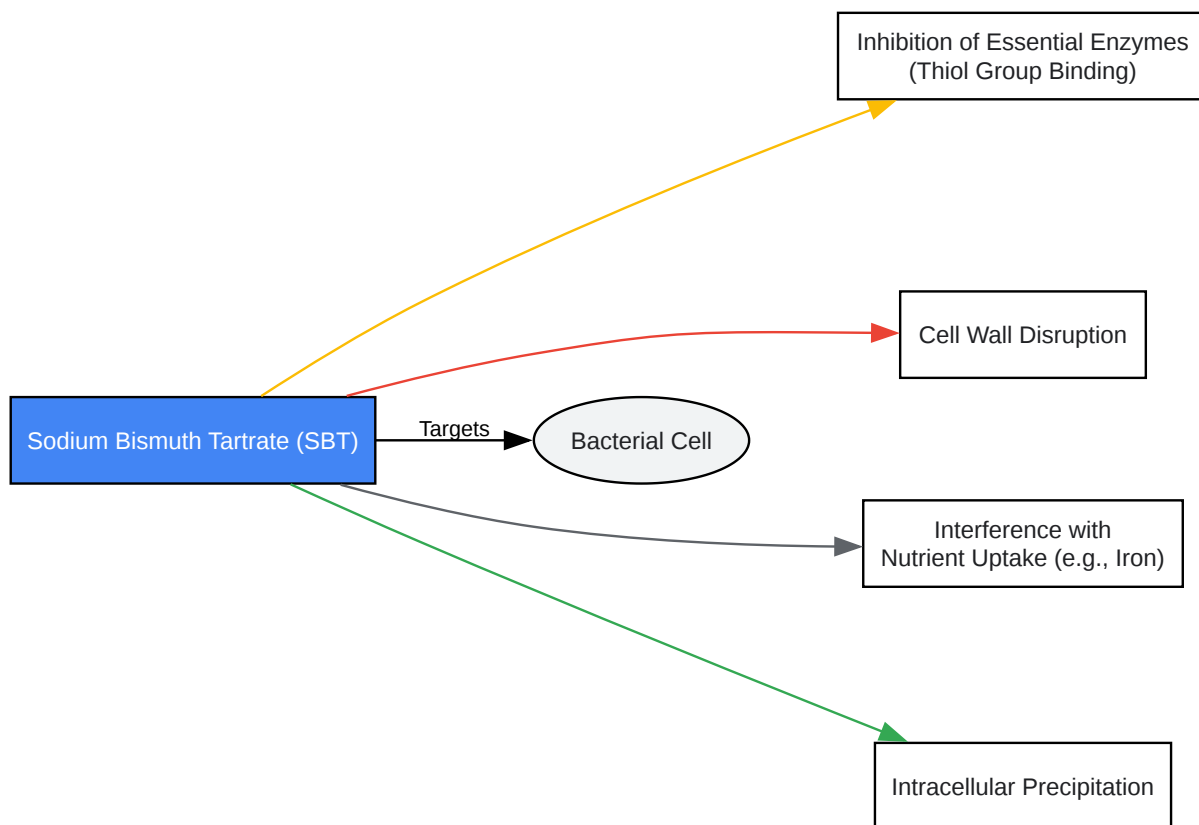 Inhibition of Essential Enzymes
(Thiol Group Binding)
Cell Wall Disruption
Sodium Bismuth Tartrate (SBT)
Targets
Bacterial Cell
Interference with
Nutrient Uptake (e.g., Iron)
Intracellular Precipitation